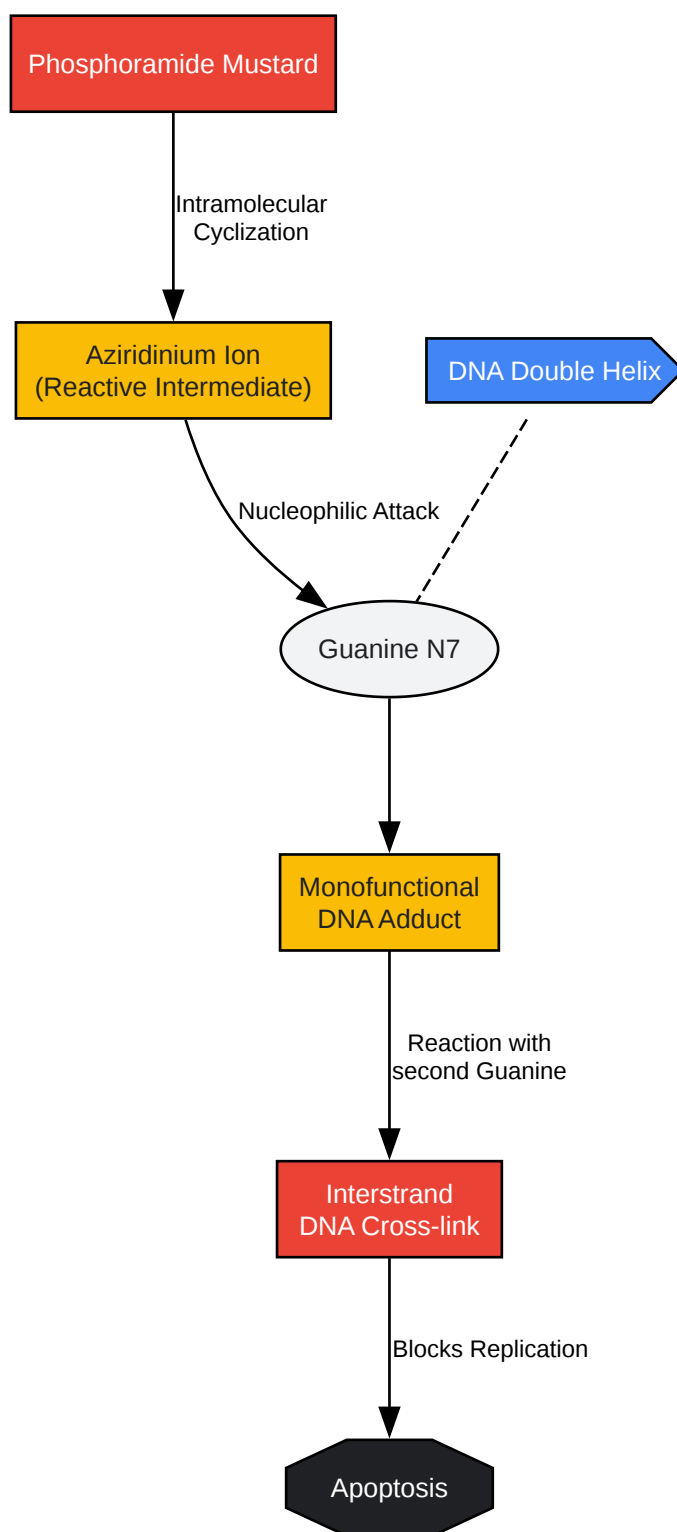 Phosphoramide Mustard
Intramolecular
Cyclization
Aziridinium Ion
(Reactive Intermediate)
DNA Double Helix
Nucleophilic Attack
Guanine N7
Monofunctional
DNA Adduct
Reaction with
second Guanine
Interstrand
DNA Cross-link
Blocks Replication
Apoptosis